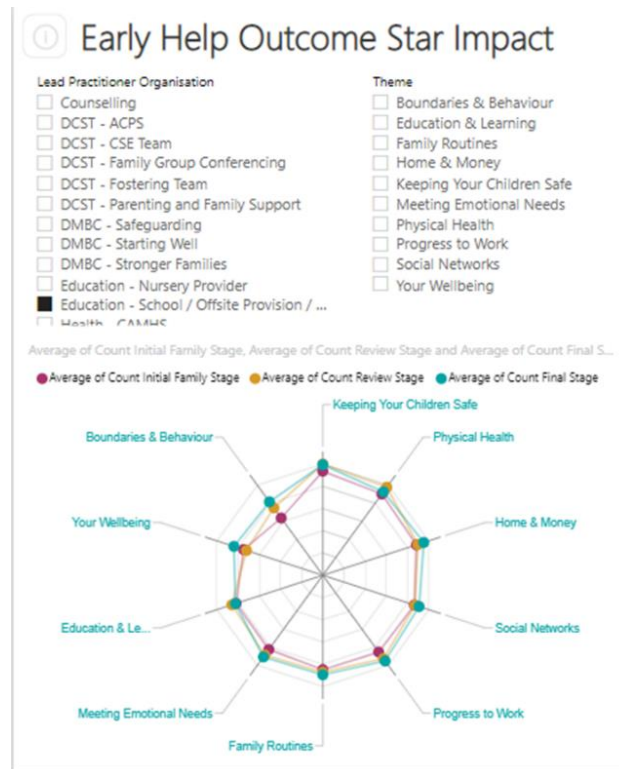 Early Help Outcome Star Impact
Lead Practitioner Organisation
Counselling
DCST - ACPS
DCST - CSE Team
DCST - Family Group Conferencing
DCST - Fostering Team
DCST - Parenting and Family Support
DMBC - Safeguarding
DMBC - Starting Well
DMBC - Stronger Families
Education - Nursery Provider
Education - School / Offsite Provision / ...
Health - CAMHS
Theme
Boundaries & Behaviour
Education & Learning
Family Routines
Home & Money
Keeping Your Children Safe
Meeting Emotional Needs
Physical Health
Progress to Work
Social Networks
Your Wellbeing
Average of Count Initial Family Stage, Average of Count Review Stage and Average of Count Final S...
Average of Count Initial Family Stage Average of Count Review Stage Average of Count Final Stage
Keeping Your Children Safe
Boundaries & Behaviour
Physical Health
Your Wellbeing
Home & Money
Education & Le...
Social Networks
Meeting Emotional Needs
Progress to Work
Family Routines